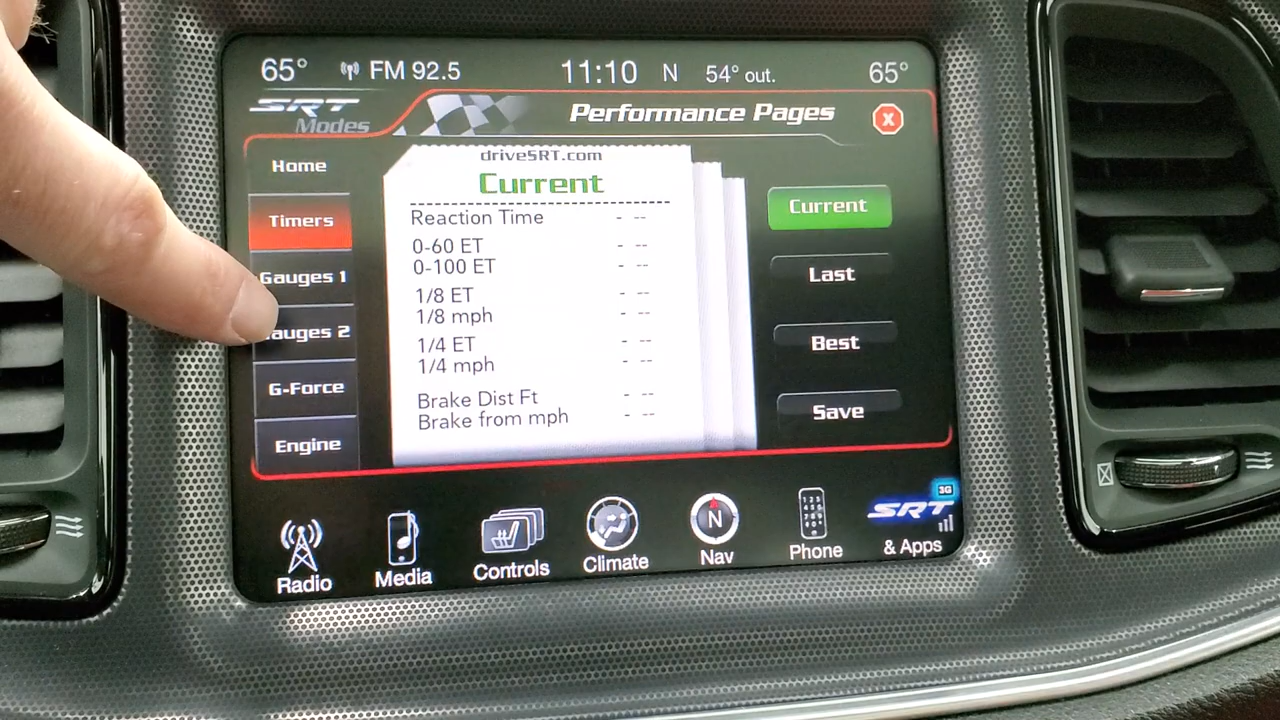 65° FM 92.5 11:10 N 54° out. 65°
SRT
Modes
Performance Pages
X
Home
Timers
Gauges 1
auges 2
G-Force
Engine
driveSRT.com
Current
Reaction Time - --
0-60 ET - --
0-100 ET - --
1/8 ET - --
1/8 mph - --
1/4 ET - --
1/4 mph - --
Brake Dist Ft - --
Brake from mph - --
Current
Last
Best
Save
Radio
Media
Controls
Climate
N
Nav
Phone
3G
SRT
& Apps